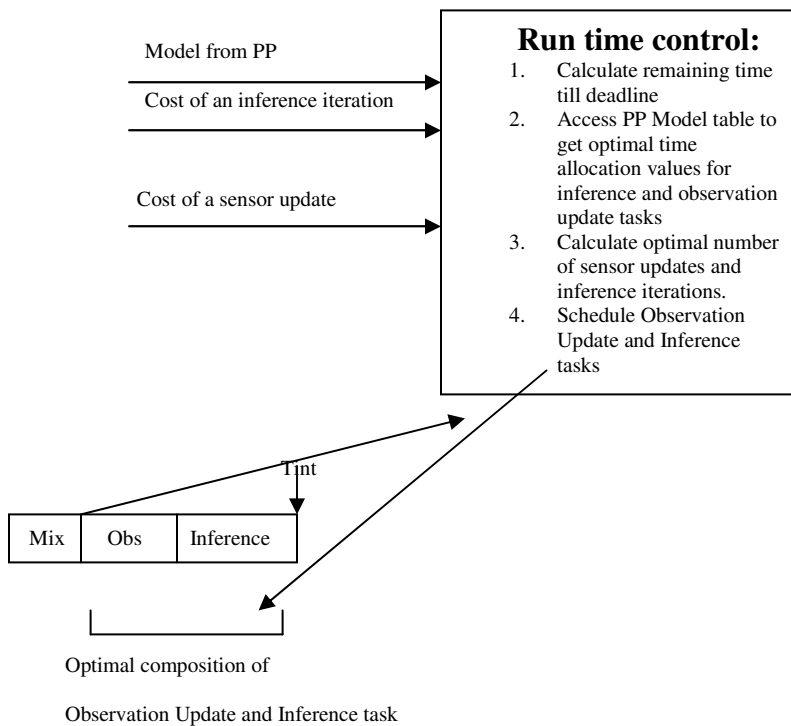 Model from PP
Cost of an inference iteration
Cost of a sensor update
Run time control:
1. Calculate remaining time
till deadline
2. Access PP Model table to
get optimal time
allocation values for
inference and observation
update tasks
3. Calculate optimal number
of sensor updates and
inference iterations.
4. Schedule Observation
Update and Inference
tasks
Tint
Mix Obs Inference
Optimal composition of
Observation Update and Inference task